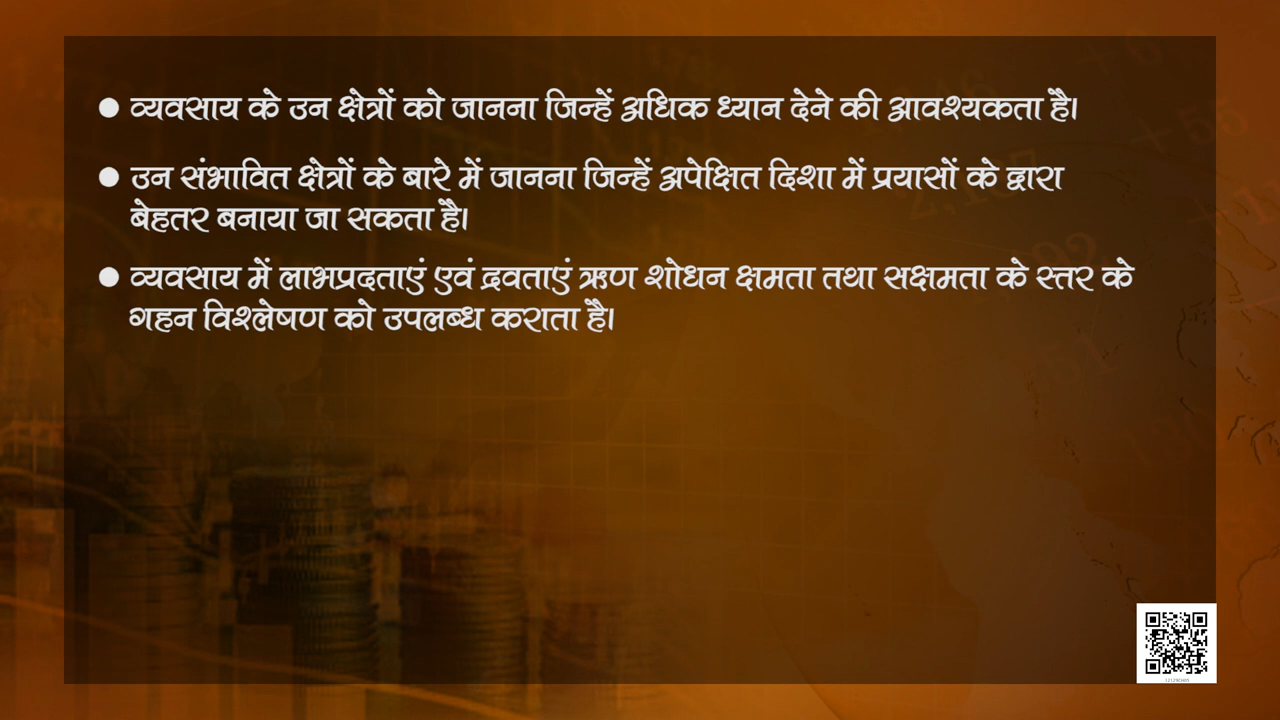 ● व्यवसाय के उन क्षेत्रों को जानना जिन्हें अधिक ध्यान देने की आवश्यकता है।
● उन संभावित क्षेत्रों के बारे में जानना जिन्हें अपेक्षित दिशा में प्रयासों के द्वारा
बेहतर बनाया जा सकता है।
● व्यवसाय में लाभप्रदताएं एवं द्रवताएं ऋण शोधन क्षमता तथा सक्षमता के स्तर के
गहन विश्लेषण को उपलब्ध कराता है।